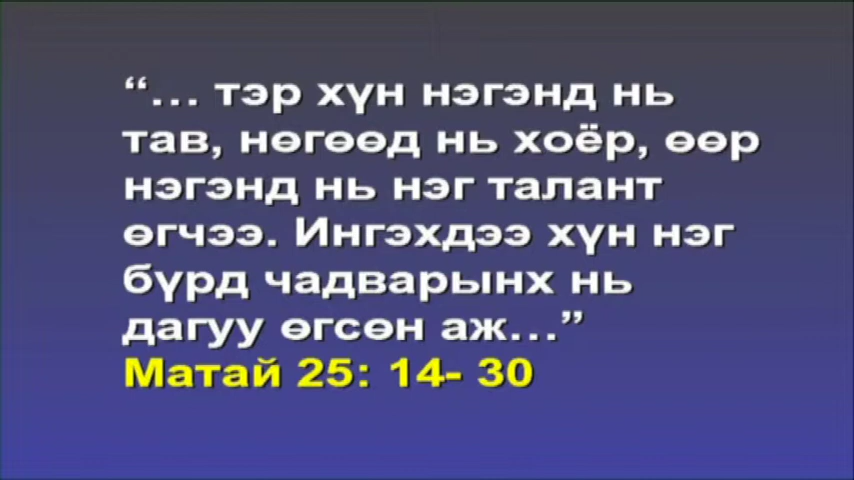 “... тэр хүн нэгэнд нь
тав, нөгөөд нь хоёр, өөр
нэгэнд нь нэг талант
өгчээ. Ингэхдээ хүн нэг
бүрд чадварынх нь
дагуу өгсөн аж...”
Матай 25: 14- 30